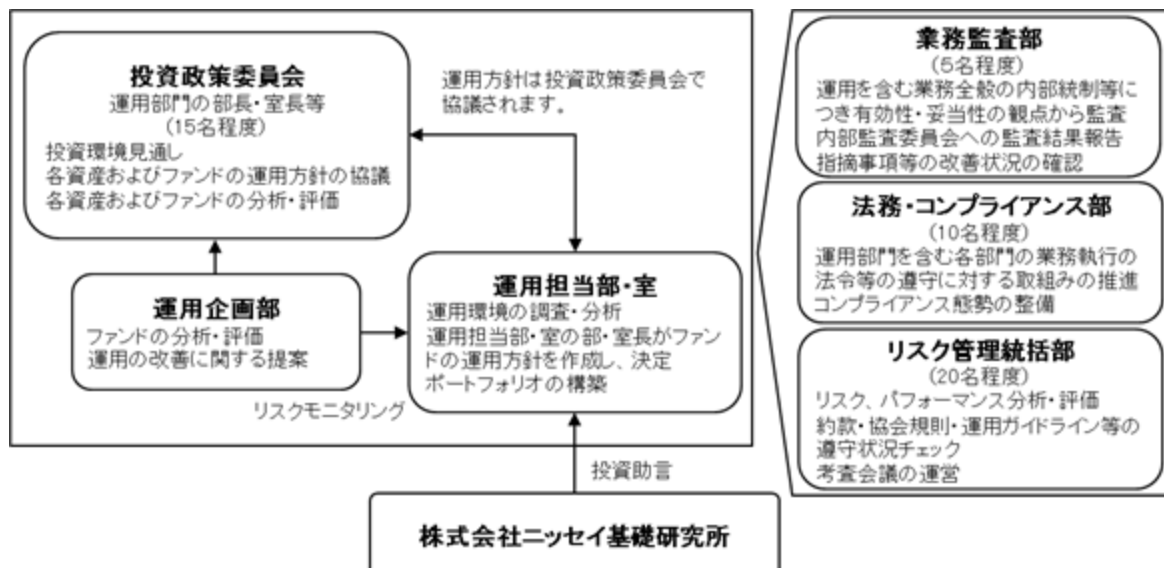 投資政策委員会
運用部門の部長・室長等
(15名程度)
投資環境見通し
各資産およびファンドの運用方針の協議
各資産およびファンドの分析・評価
運用方針は投資政策委員会で
協議されます。
運用企画部
ファンドの分析・評価
運用の改善に関する提案
リスクモニタリング
運用担当部・室
運用環境の調査・分析
運用担当部・室の部・室長がファン
ドの運用方針を作成し、決定
ポートフォリオの構築
投資助言
株式会社ニッセイ基礎研究所
業務監査部
(5名程度)
運用を含む業務全般の内部統制等に
つき有効性・妥当性の観点から監査
内部監査委員会への監査結果報告
指摘事項等の改善状況の確認
法務・コンプライアンス部
(10名程度)
運用部門を含む各部門の業務執行の
法令等の遵守に対する取組みの推進
コンプライアンス態勢の整備
リスク管理統括部
(20名程度)
リスク、パフォーマンス分析・評価
約款・協会規則・運用ガイドライン等の
遵守状況チェック
考査会議の運営